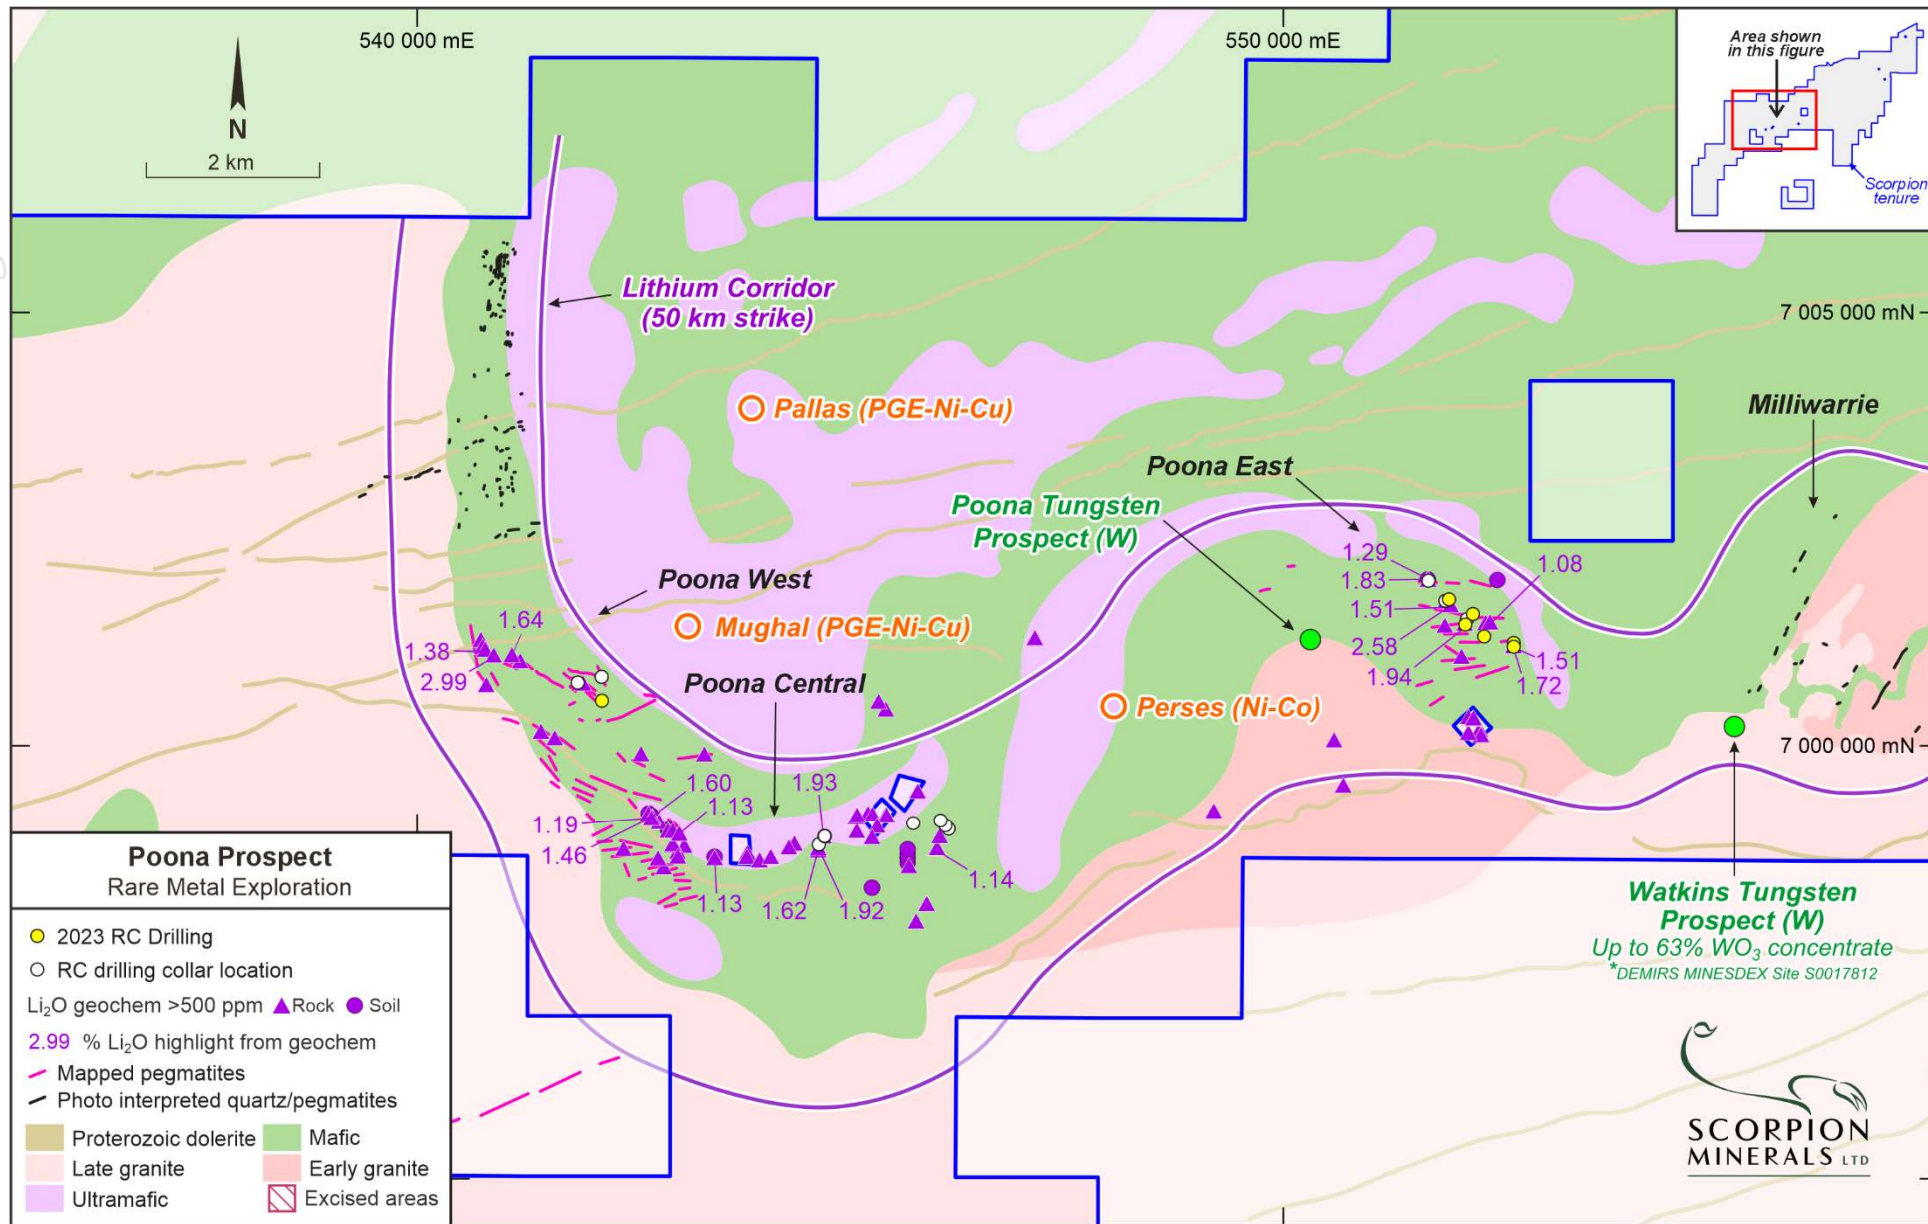 540 000 mE
550 000 mE
Area shown
in this figure
Scorpion
tenure
N
2 km
Lithium Corridor
(50 km strike)
7 005 000 mN
Pallas (PGE-Ni-Cu)
Milliwarrie
Poona East
Poona Tungsten
Prospect (W)
1.29
1.83
1.08
1.51
Poona West
Mughal (PGE-Ni-Cu)
1.64
1.38
2.99
2.58
1.94
1.51
1.72
Poona Central
Perses (Ni-Co)
7 000 000 mN
1.60
1.93
1.13
1.19
1.46
1.13
1.62
1.92
1.14
Watkins Tungsten
Prospect (W)
Up to 63% WO₃ concentrate
*DEMIRS MINESDEX Site S0017812
Poona Prospect
Rare Metal Exploration
2023 RC Drilling
RC drilling collar location
Li₂O geochem >500 ppm Rock Soil
2.99 % Li₂O highlight from geochem
Mapped pegmatites
Photo interpreted quartz/pegmatites
Proterozoic dolerite Mafic
Late granite Early granite
Ultramafic Excised areas
SCORPION
MINERALS LTD